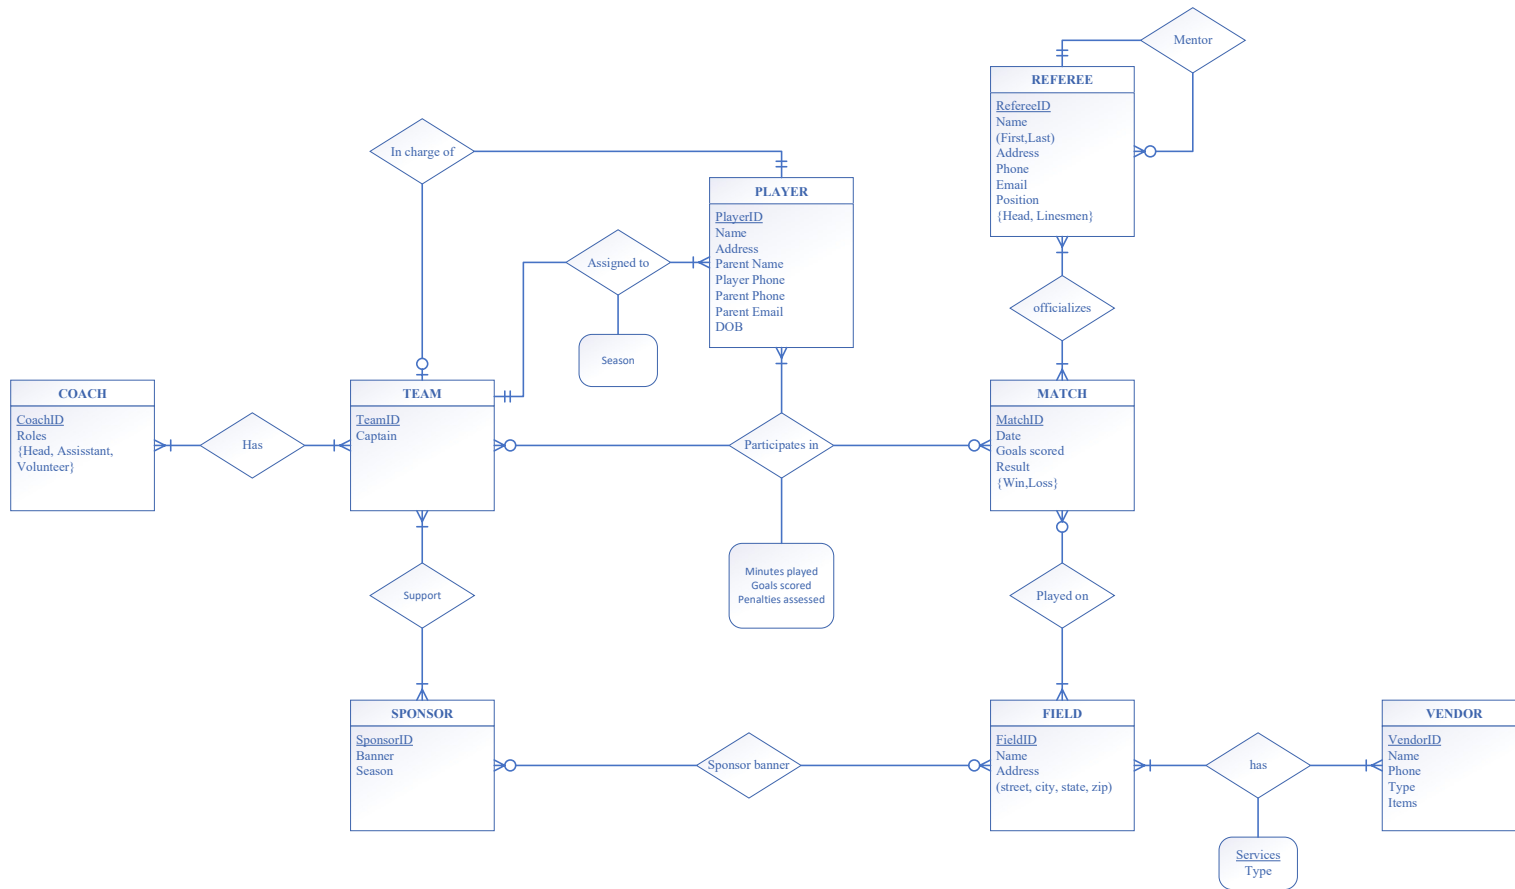 Mentor
REFEREE
RefereeID
Name
(First,Last)
Address
Phone
Email
Position
{Head, Linesmen}
In charge of
PLAYER
PlayerID
Name
Address
Parent Name
Player Phone
Parent Phone
Parent Email
DOB
Assigned to
Season
officializes
COACH
CoachID
Roles
{Head, Assisstant,
Volunteer}
Has
TEAM
TeamID
Captain
Participates in
Minutes played
Goals scored
Penalties assessed
MATCH
MatchID
Date
Goals scored
Result
{Win,Loss}
Support
Played on
SPONSOR
SponsorID
Banner
Season
Sponsor banner
FIELD
FieldID
Name
Address
(street, city, state, zip)
has
Services
Type
VENDOR
VendorID
Name
Phone
Type
Items